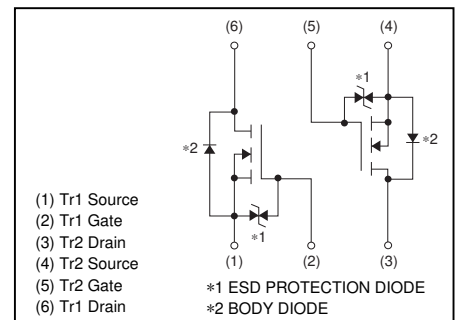 (6) (5) (4)
∗1
∗2
∗2
∗1
(1) (2) (3)
(1) Tr1 Source
(2) Tr1 Gate
(3) Tr2 Drain
(4) Tr2 Source
(5) Tr2 Gate
(6) Tr1 Drain
∗1 ESD PROTECTION DIODE
∗2 BODY DIODE